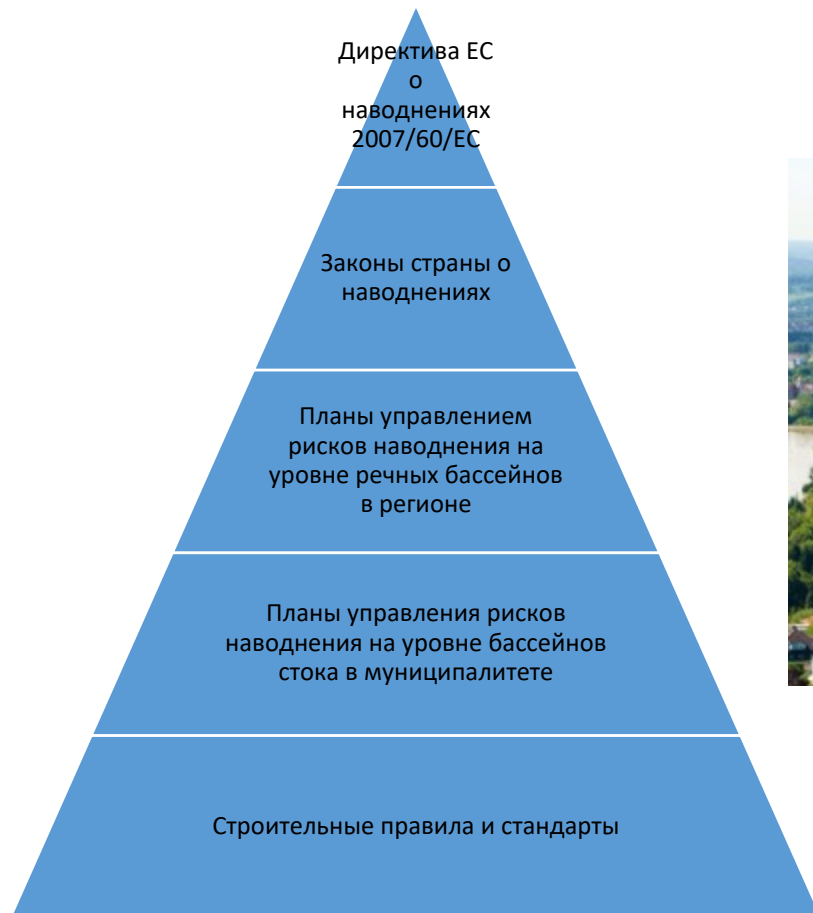 Директива ЕС
о
наводнениях
2007/60/ЕС
Законы страны о
наводнениях
Планы управлением
рисков наводнения на
уровне речных бассейнов
в регионе
Планы управления рисков
наводнения на уровне бассейнов
стока в муниципалитете
Строительные правила и стандарты